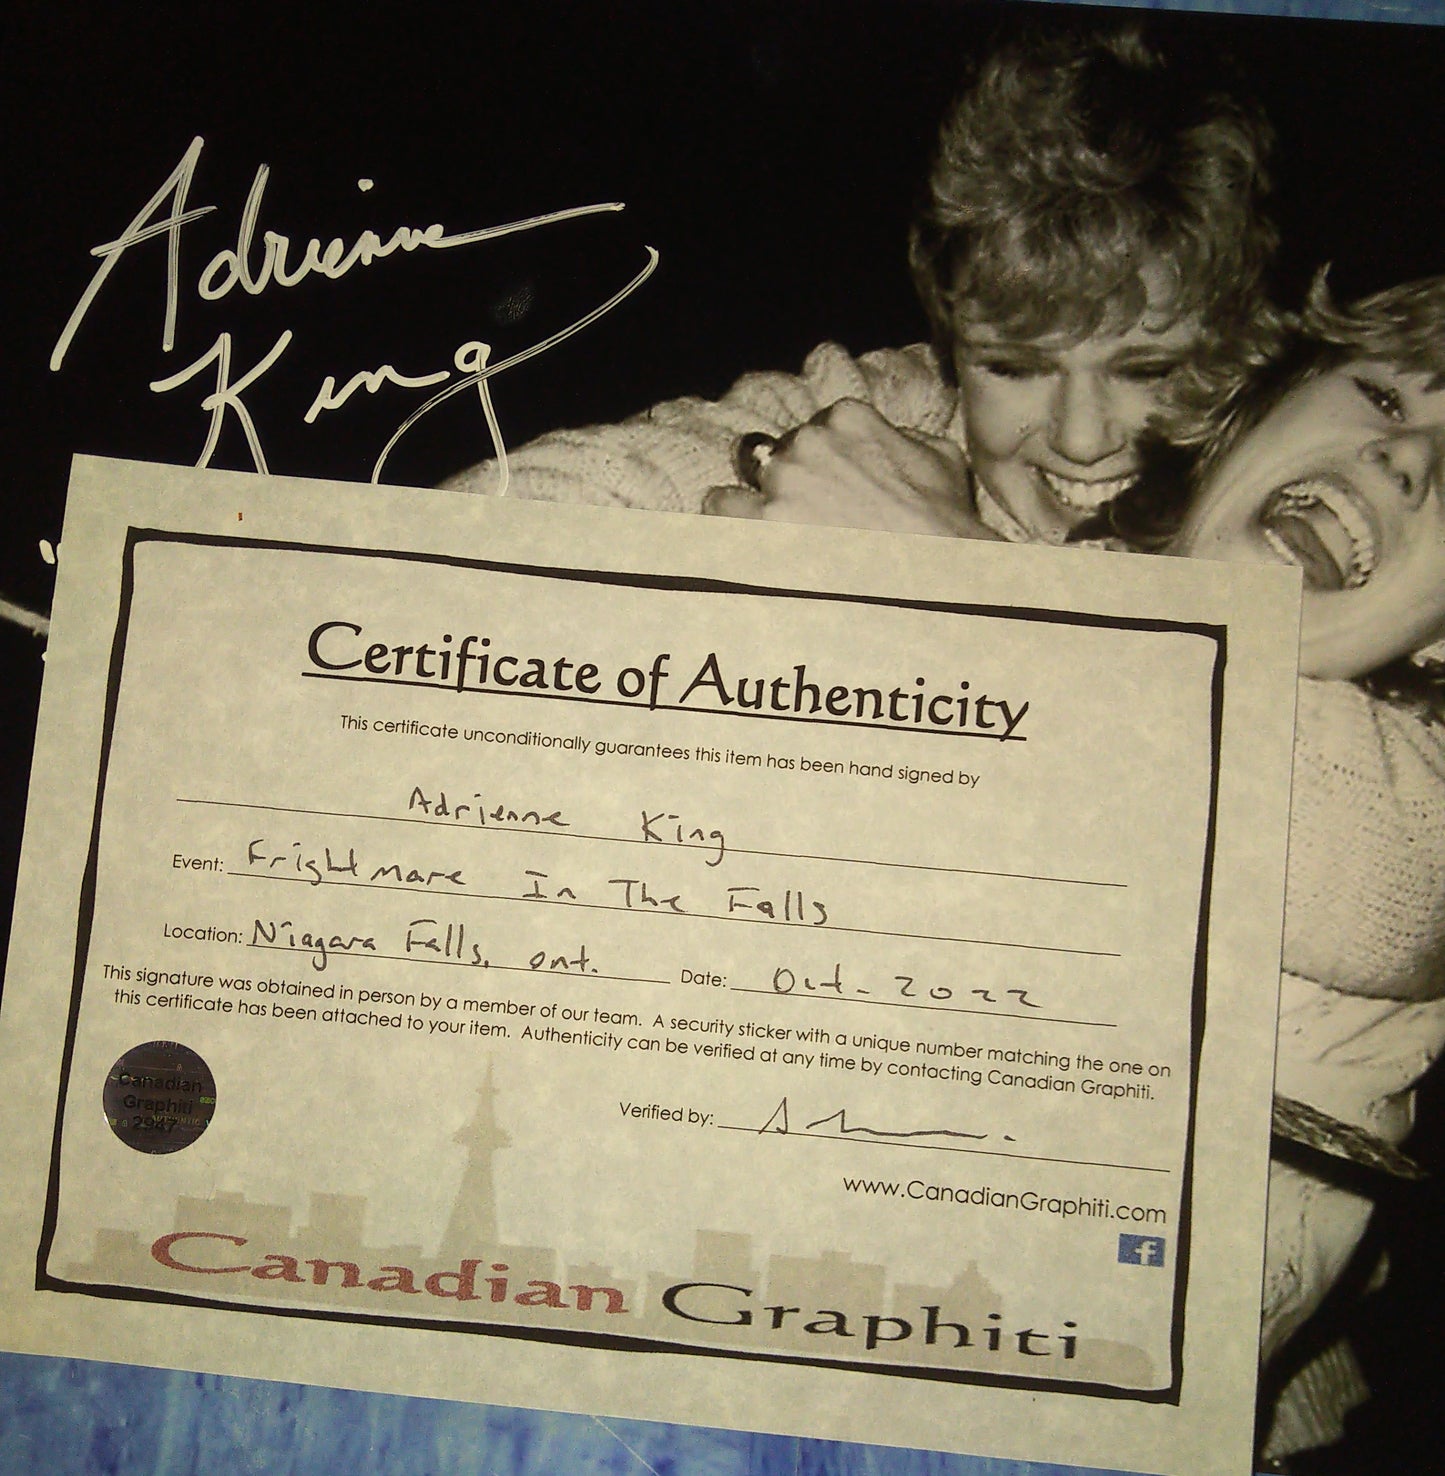 Adrienne
King
Certificate of Authenticity
This certificate unconditionally guarantees this item has been hand signed by
Adrienne King
Event: Frightmare In The Falls
Location: Niagara Falls, ont. Date: Oct. 2022
This signature was obtained in person by a member of our team. A security sticker with a unique number matching the one on
this certificate has been attached to your item. Authenticity can be verified at any time by contacting Canadian Graphiti.
Canadian
Graphiti
2947
Verified by:
www.CanadianGraphiti.com
f
Canadian Graphiti